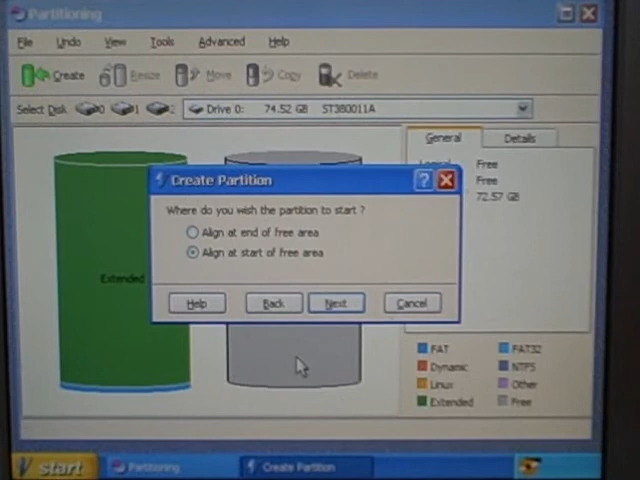 Partitioning
File Undo View Tools Advanced Help
Create Resize Move Copy Delete
Select Disk 0 1 2 Drive 0: 74.52 GB ST380011A
General Details
Logical Free
Free
72.57 GB
Extended
Create Partition
Where do you wish the partition to start ?
Align at end of free area
Align at start of free area
Help Back Next Cancel
FAT FAT32
Dynamic NTFS
Linux Other
Extended Free
start Partitioning Create Partition